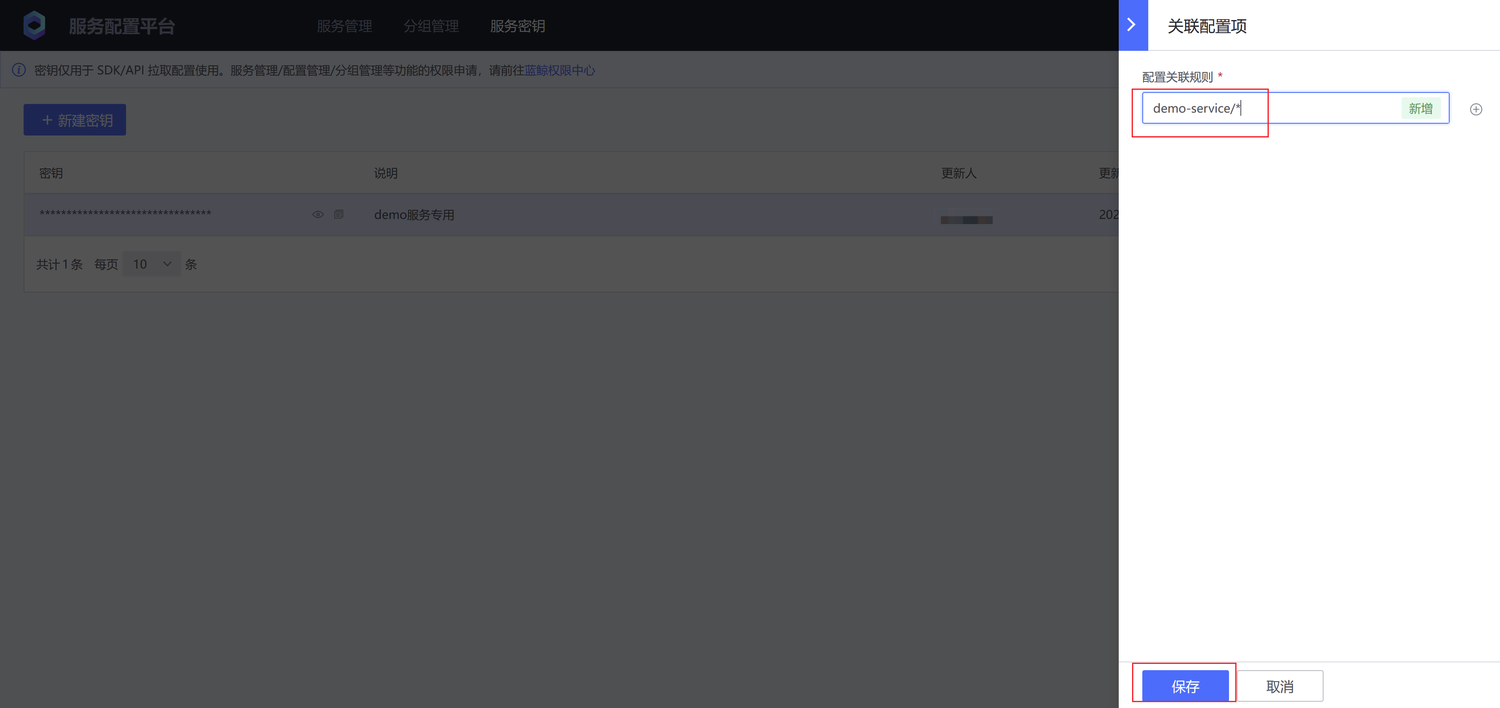 服务配置平台 服务管理 分组管理 服务密钥
关联配置项
密钥仅用于 SDK/API 拉取配置使用。服务管理/配置管理/分组管理等功能的权限申请，请前往蓝鲸权限中心
配置关联规则 *
demo-service/* 新增
+ 新建密钥
密钥 说明 更新人 更新
******************************** demo服务专用 202
共计 1 条 每页 10 条
保存 取消